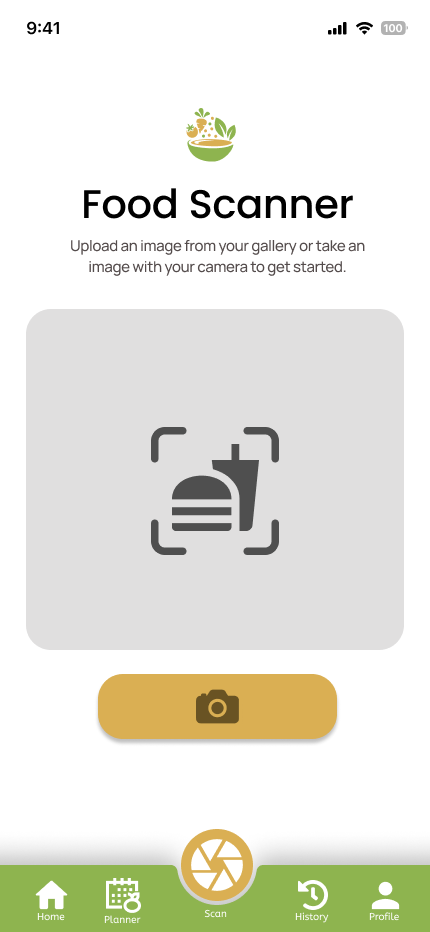 9:41
100
Food Scanner
Upload an image from your gallery or take an
image with your camera to get started.
Home
Planner
Scan
History
Profile